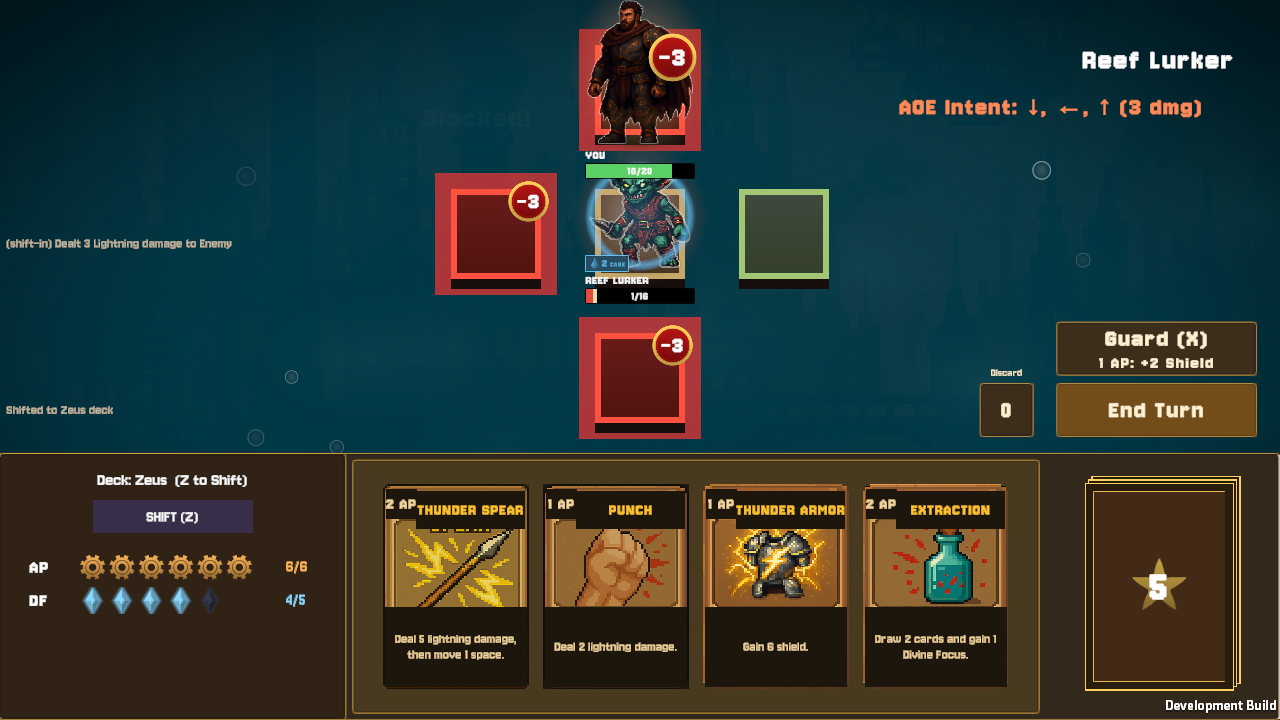 -3
Reef Lurker
AOE Intent: ↓, ←, ↑ (3 dmg)
Blocked!
YOU
16/20
-3
(shift-in) Dealt 3 Lightning damage to Enemy
2 CARE
REEF LURKER
1/16
-3
Guard (X)
1 AP: +2 Shield
Discard
0
End Turn
Shifted to Zeus deck
Deck: Zeus (Z to Shift)
SHIFT (Z)
AP
6/6
DF
4/5
2 AP
THUNDER SPEAR
Deal 5 lightning damage,
then move 1 space.
1 AP
PUNCH
Deal 2 lightning damage.
1 AP
THUNDER ARMOR
Gain 6 shield.
2 AP
EXTRACTION
Draw 2 cards and gain 1
Divine Focus.
5
Development Build